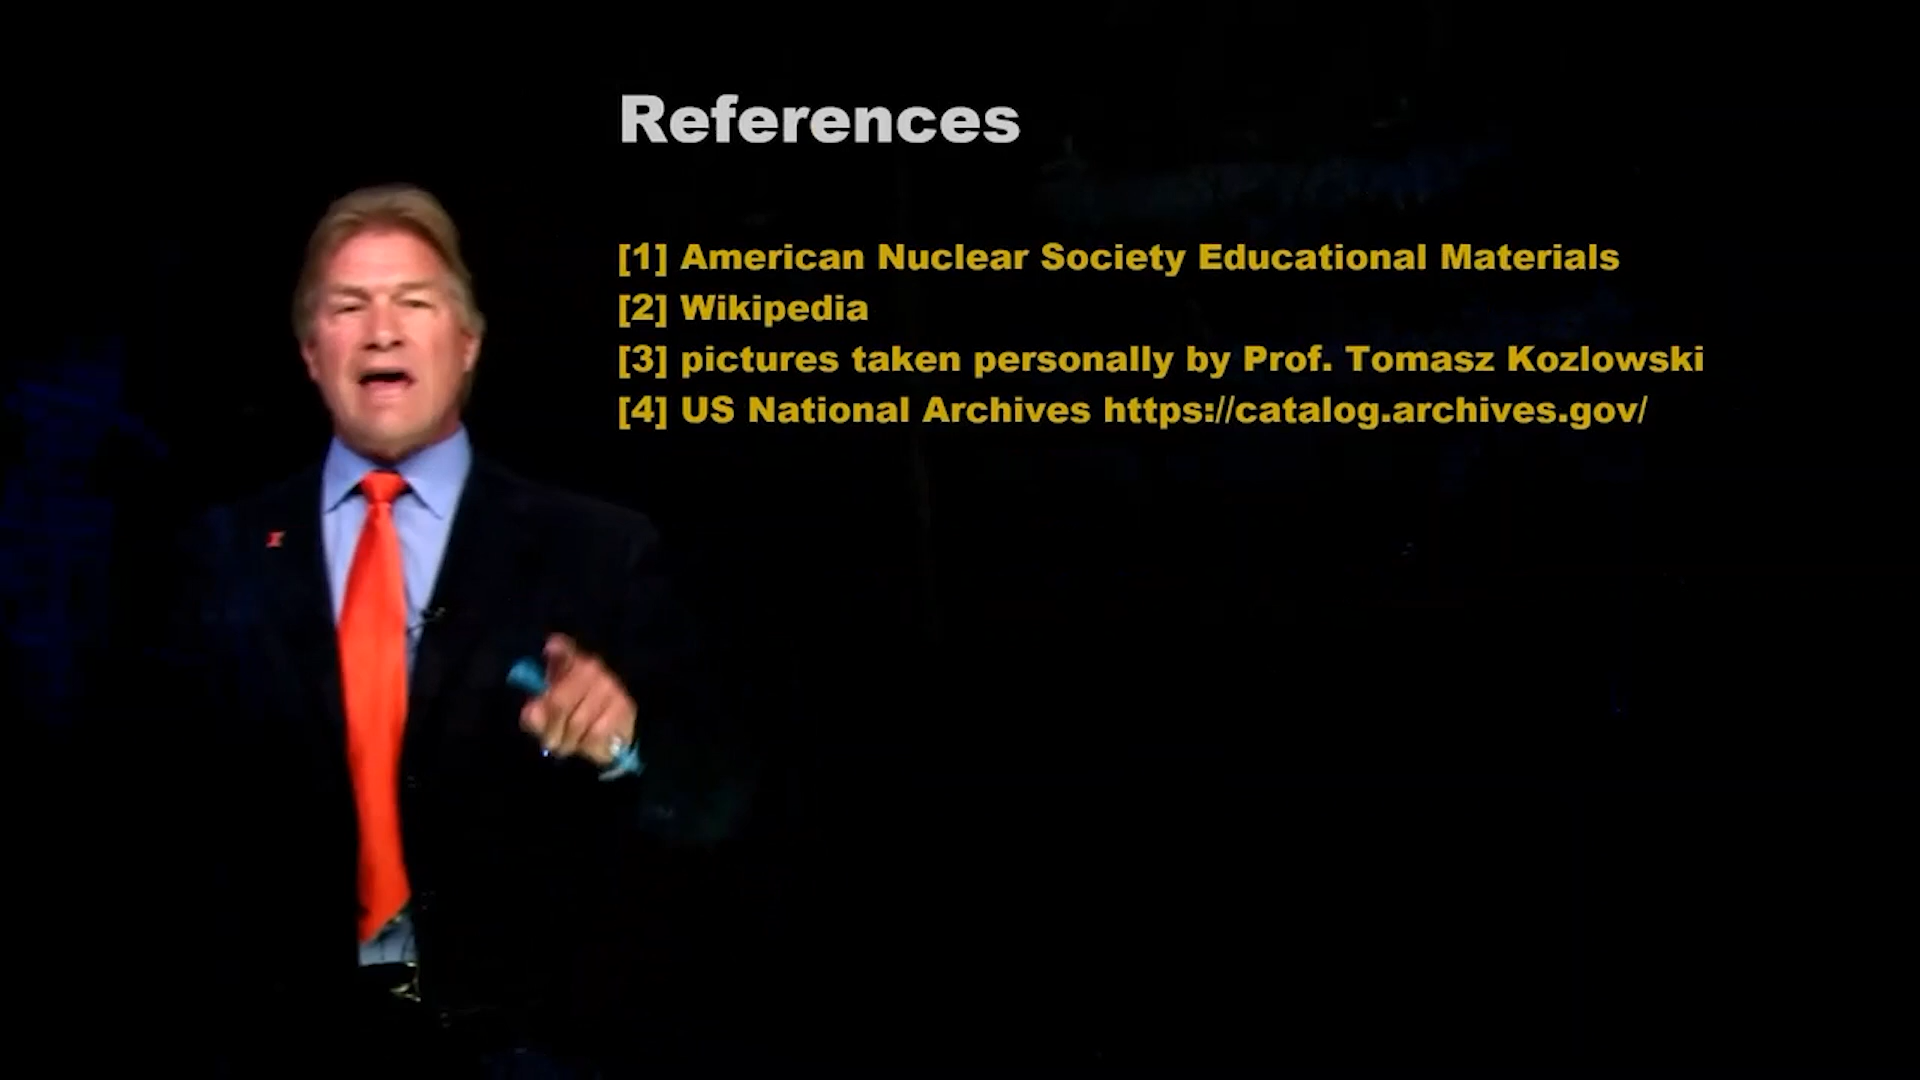 References
[1] American Nuclear Society Educational Materials
[2] Wikipedia
[3] pictures taken personally by Prof. Tomasz Kozlowski
[4] US National Archives https://catalog.archives.gov/